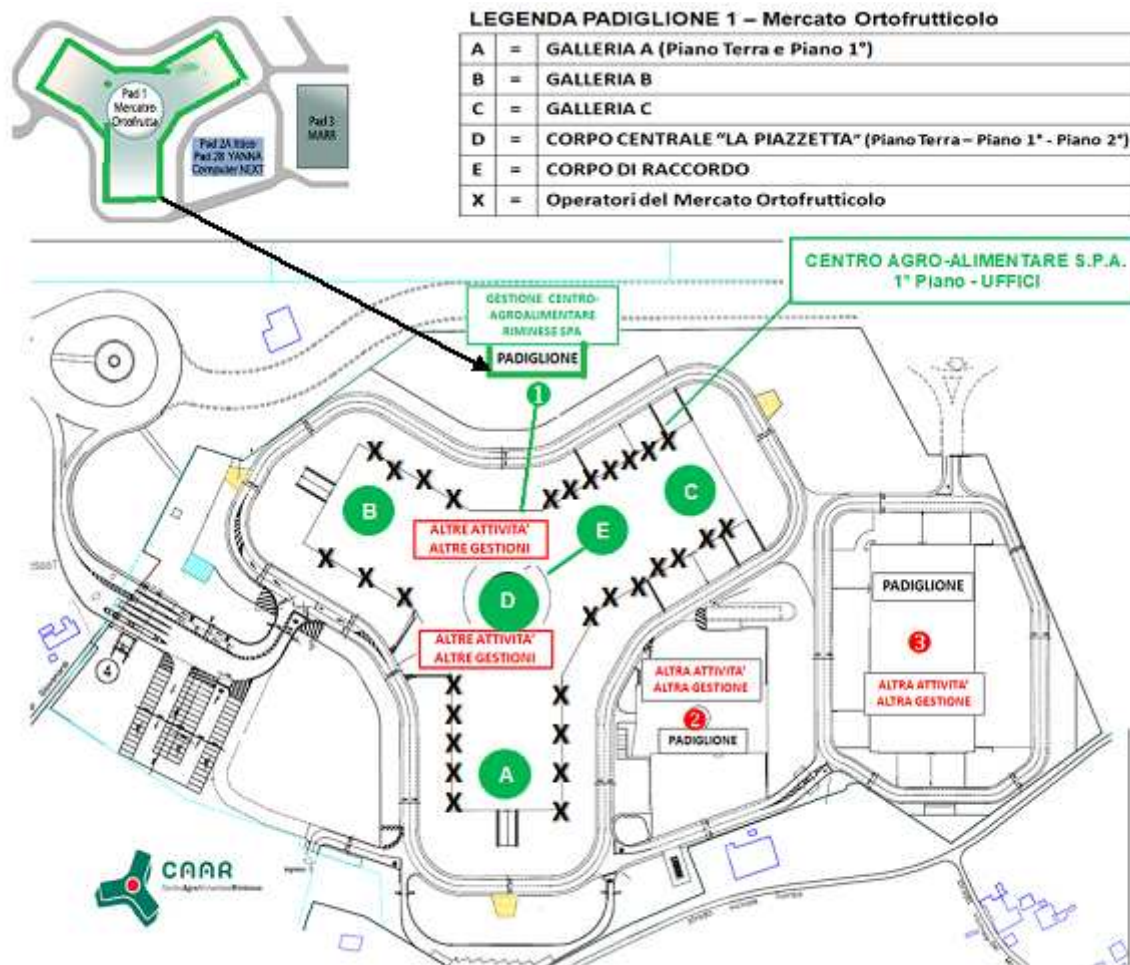 LEGENDA PADIGLIONE 1 – Mercato Ortofrutticolo
A = GALLERIA A (Piano Terra e Piano 1°)
B = GALLERIA B
C = GALLERIA C
D = CORPO CENTRALE "LA PIAZZETTA" (Piano Terra – Piano 1° - Piano 2°)
E = CORPO DI RACCORDO
X = Operatori del Mercato Ortofrutticolo
Pad 1
Mercatro
Ortofrutta
Pad 2A Ittico
Pad 2B YANNA
Computer NEXT
Pad 3
MARR
CENTRO AGRO-ALIMENTARE S.P.A.
1° Piano - UFFICI
GESTIONE CENTRO-
AGROALIMENTARE
RIMINESE SPA
PADIGLIONE
1
X X X X
X X X X X X X
B
C
E
ALTRE ATTIVITA'
ALTRE GESTIONI
X X X
X X X X X X X
D
ALTRE ATTIVITA'
ALTRE GESTIONI
PADIGLIONE
3
ALTRA ATTIVITA'
ALTRA GESTIONE
ALTRA ATTIVITA'
ALTRA GESTIONE
2
PADIGLIONE
4
X X X X X
X X X X
A
CAAR
CentroAgroAlimentareRiminese